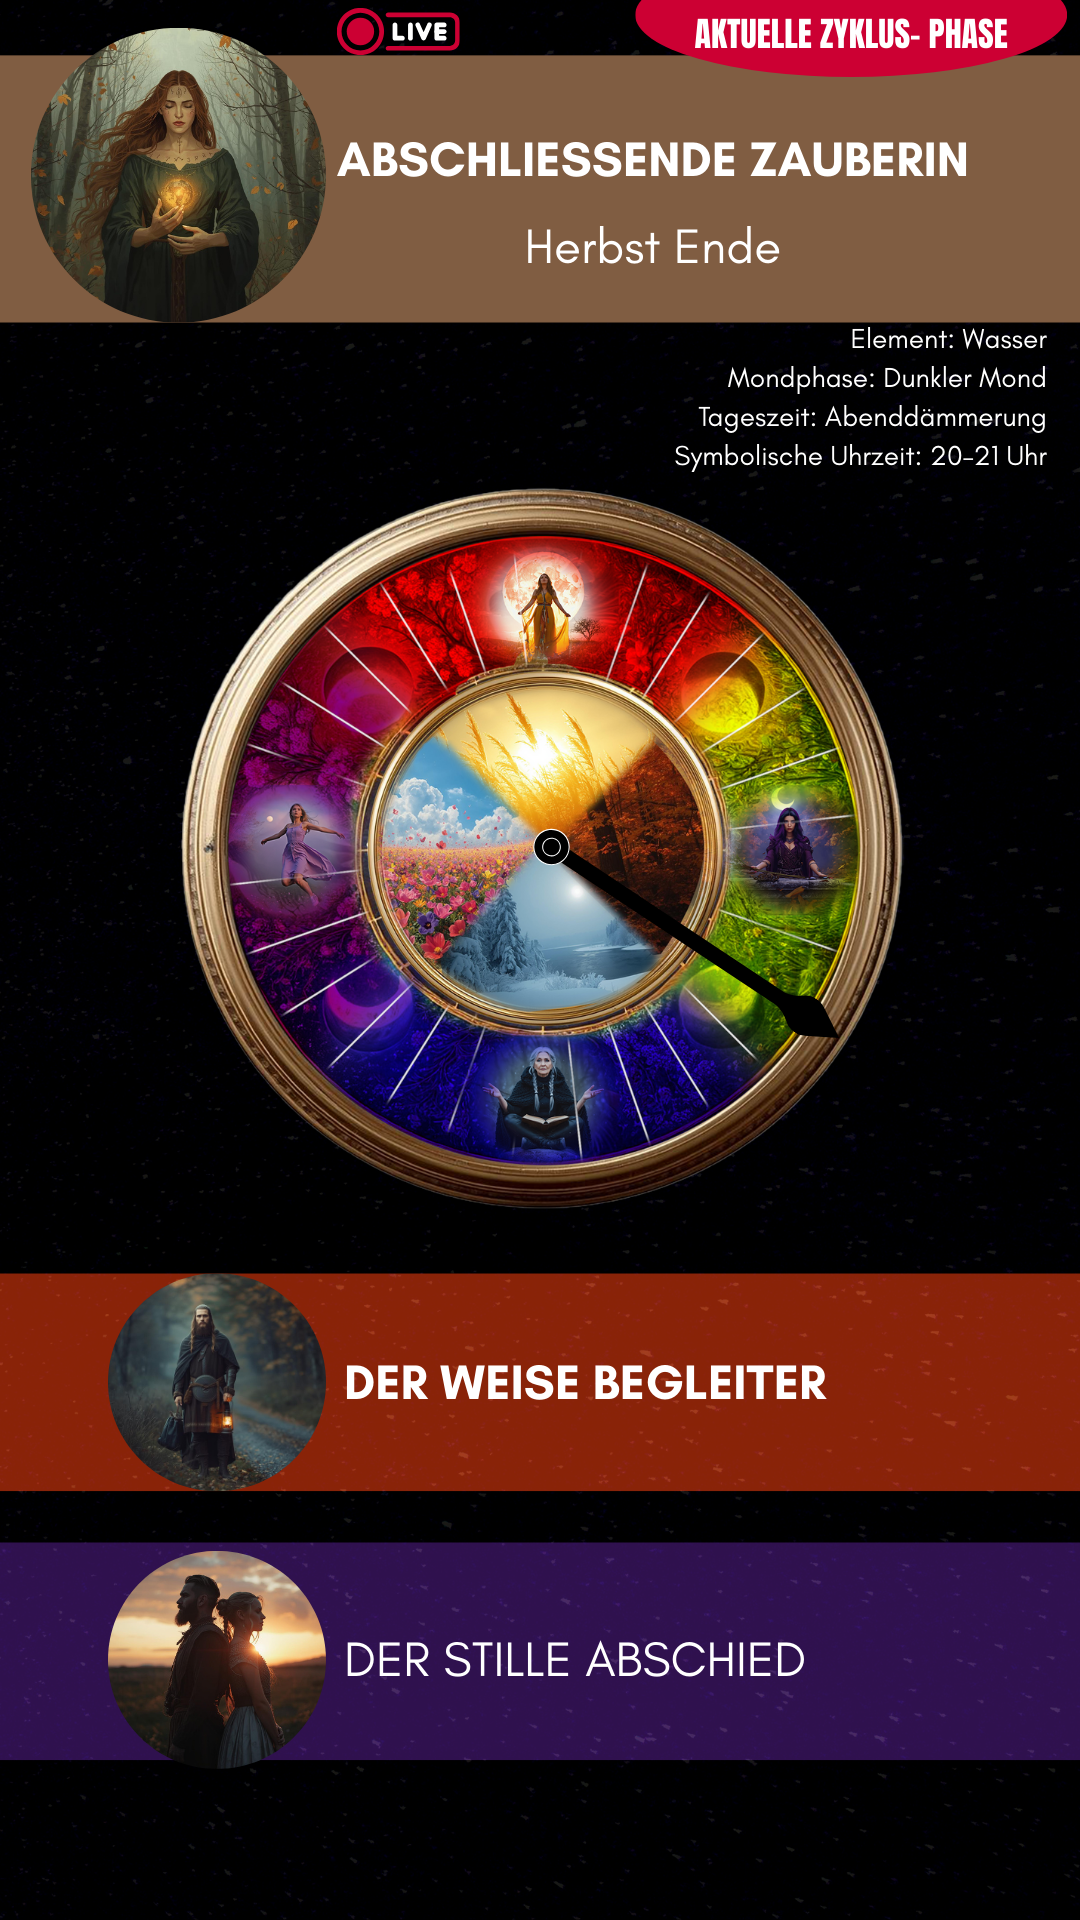 LIVE
AKTUELLE ZYKLUS- PHASE
ABSCHLIESSENDE ZAUBERIN
Herbst Ende
Element: Wasser
Mondphase: Dunkler Mond
Tageszeit: Abenddämmerung
Symbolische Uhrzeit: 20-21 Uhr
DER WEISE BEGLEITER
DER STILLE ABSCHIED